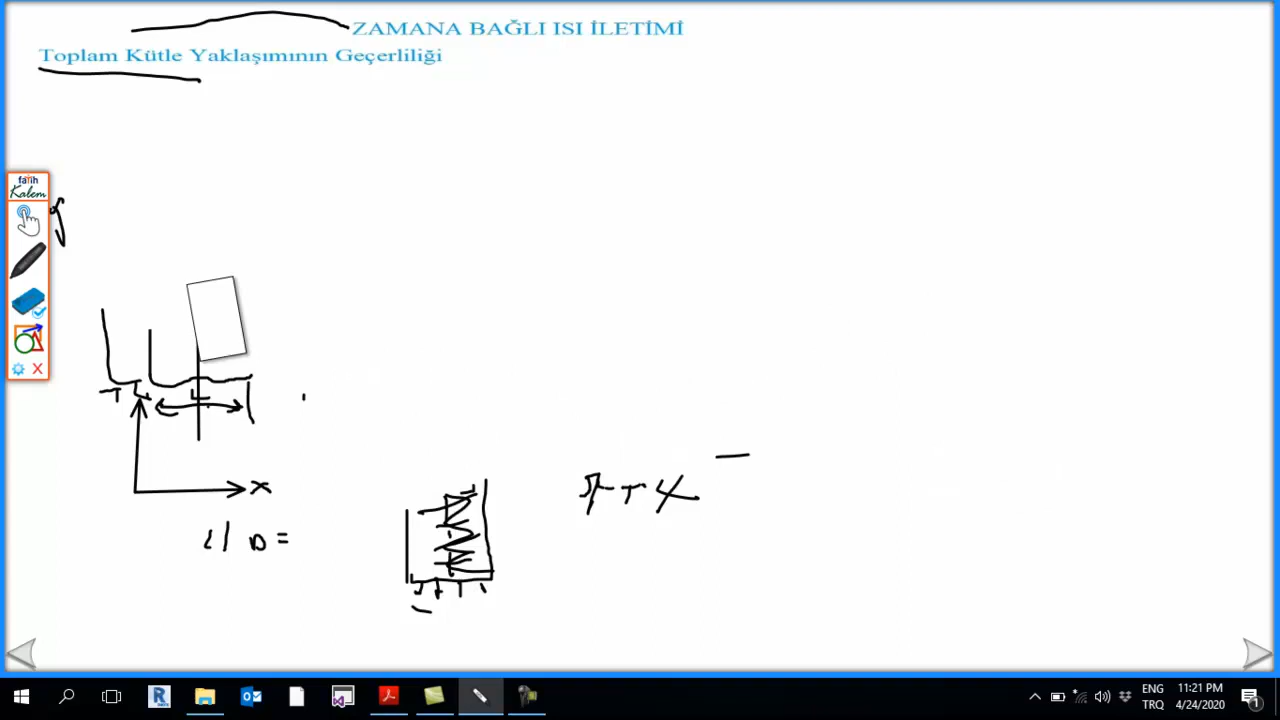 ZAMANA BAĞLI ISI İLETİMİ
Toplam Kütle Yaklaşımının Geçerliliği
fatih
Kalem
L
x
ENG
TRQ
11:21 PM
4/24/2020